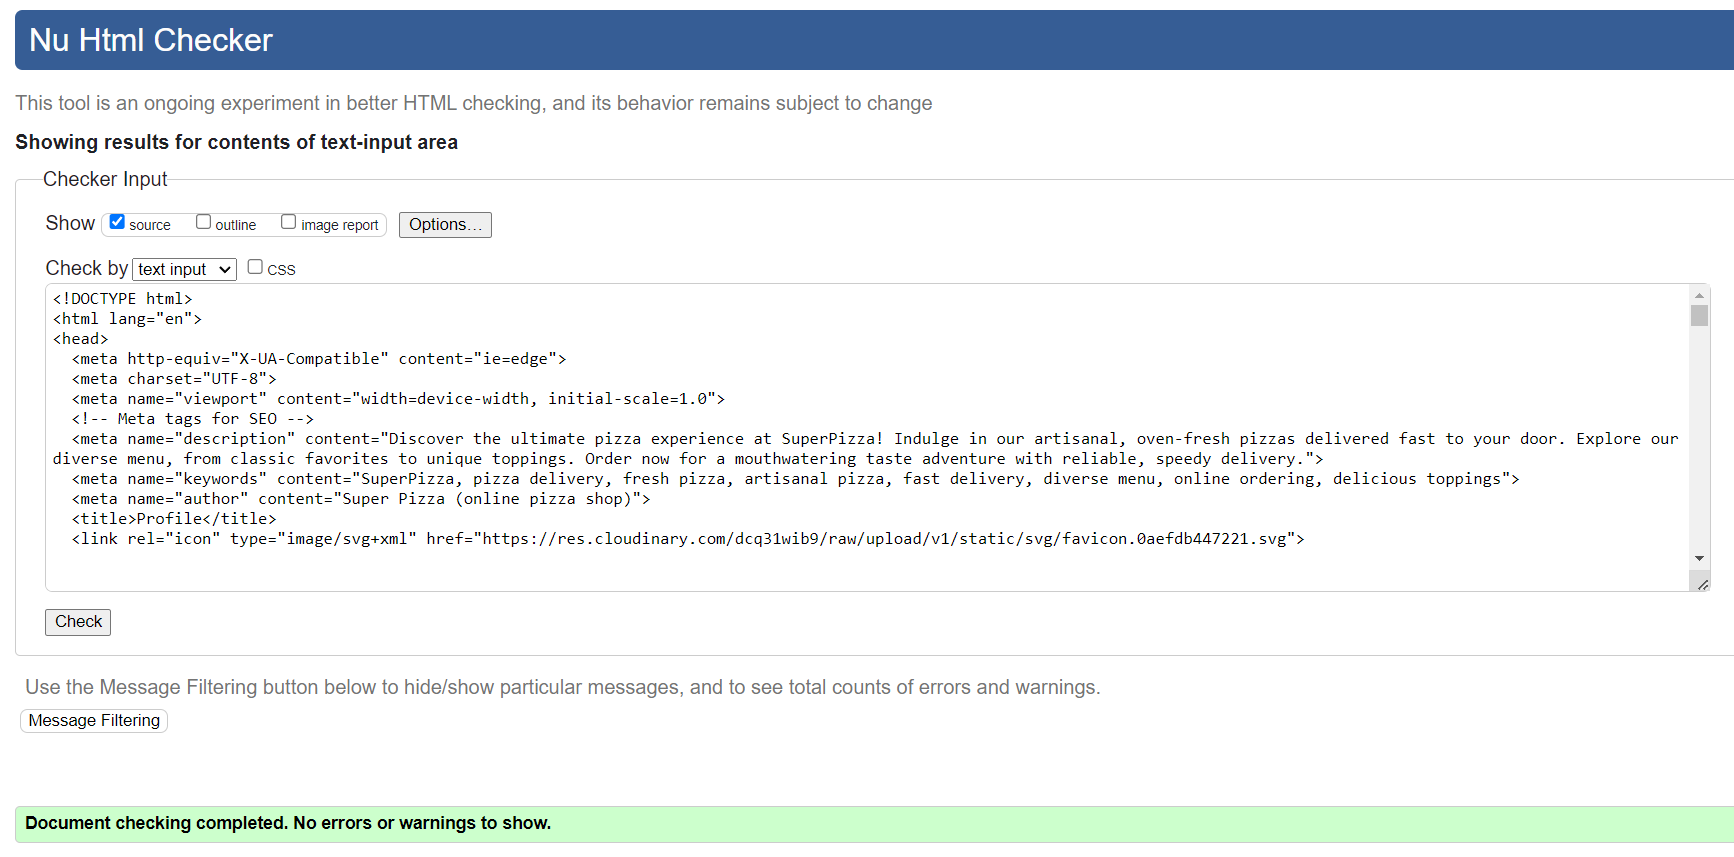 Nu Html Checker
This tool is an ongoing experiment in better HTML checking, and its behavior remains subject to change
Showing results for contents of text-input area
Checker Input
Show source outline image report Options...
Check by text input CSS
<!DOCTYPE html>
<html lang="en">
<head>
  <meta http-equiv="X-UA-Compatible" content="ie=edge">
  <meta charset="UTF-8">
  <meta name="viewport" content="width=device-width, initial-scale=1.0">
  <!-- Meta tags for SEO -->
  <meta name="description" content="Discover the ultimate pizza experience at SuperPizza! Indulge in our artisanal, oven-fresh pizzas delivered fast to your door. Explore our
diverse menu, from classic favorites to unique toppings. Order now for a mouthwatering taste adventure with reliable, speedy delivery.">
  <meta name="keywords" content="SuperPizza, pizza delivery, fresh pizza, artisanal pizza, fast delivery, diverse menu, online ordering, delicious toppings">
  <meta name="author" content="Super Pizza (online pizza shop)">
  <title>Profile</title>
  <link rel="icon" type="image/svg+xml" href="https://res.cloudinary.com/dcq31wib9/raw/upload/v1/static/svg/favicon.0aefdb447221.svg">
Check
Use the Message Filtering button below to hide/show particular messages, and to see total counts of errors and warnings.
Message Filtering
Document checking completed. No errors or warnings to show.